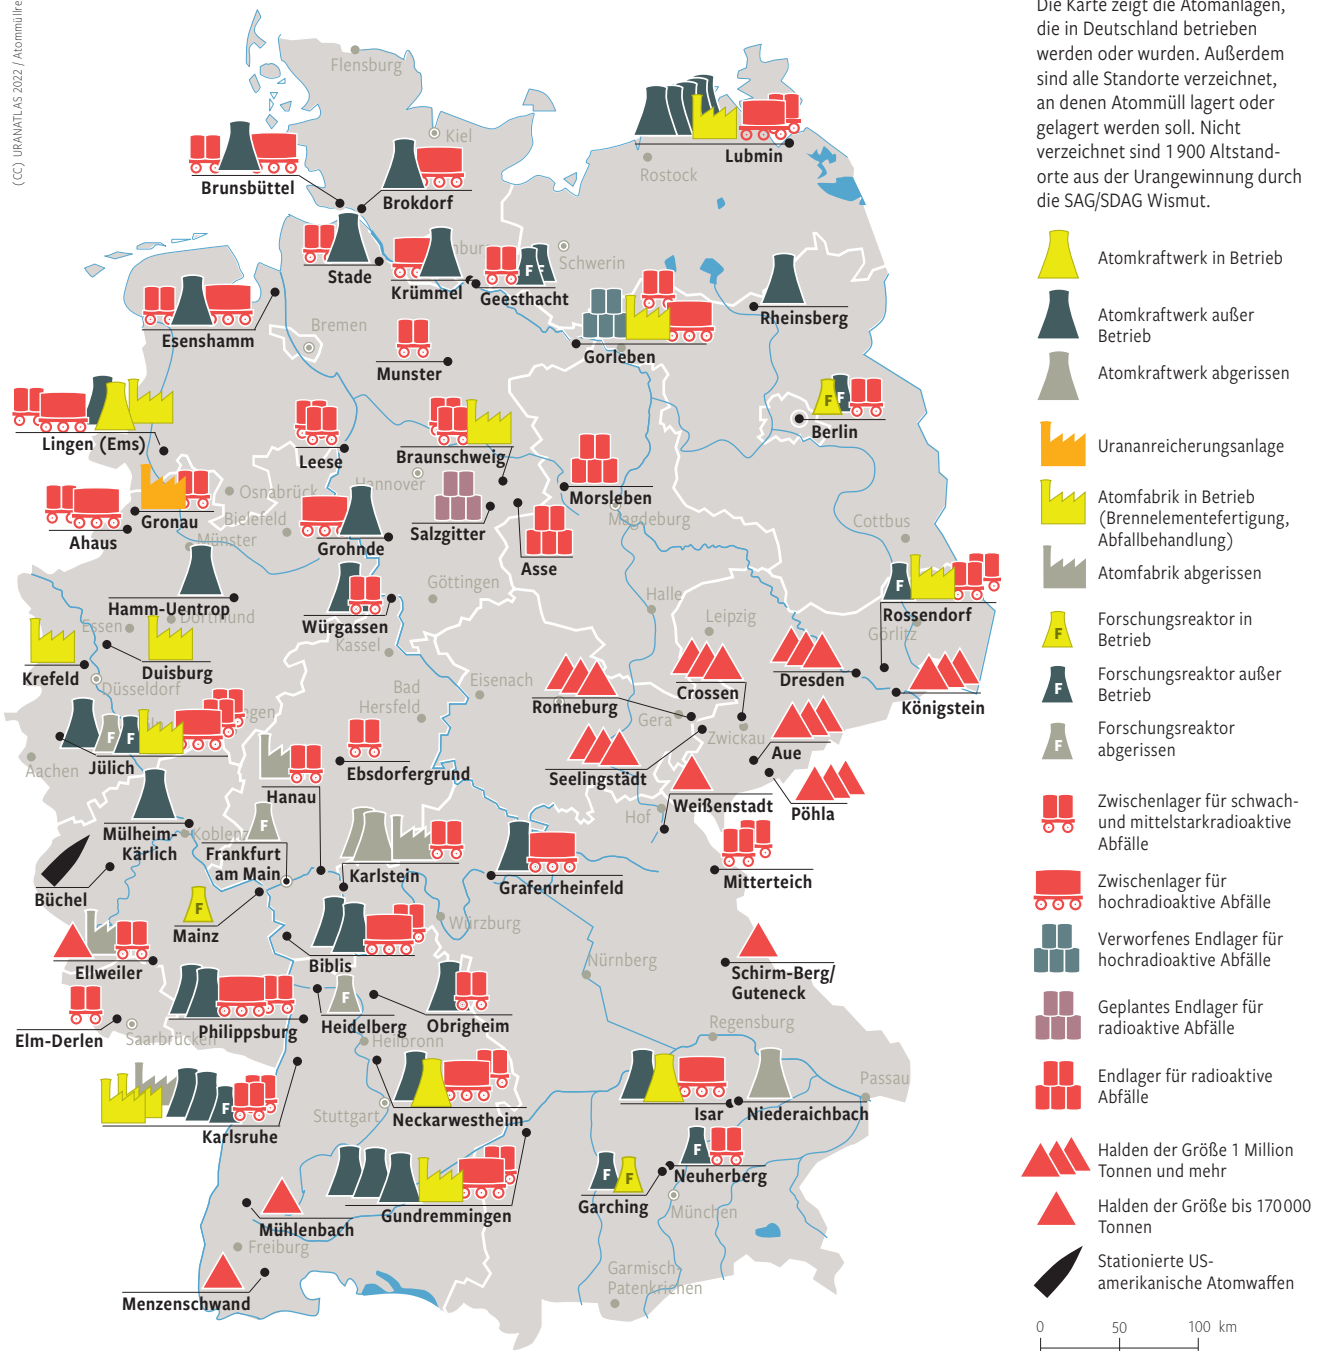 (CC) URANATLAS 2022 / Atommüllre
Die Karte zeigt die Atomanlagen,
die in Deutschland betrieben
werden oder wurden. Außerdem
sind alle Standorte verzeichnet,
an denen Atommüll lagert oder
gelagert werden soll. Nicht
verzeichnet sind 1 900 Altstand-
orte aus der Urangewinnung durch
die SAG/SDAG Wismut.
Atomkraftwerk in Betrieb
Atomkraftwerk außer
Betrieb
Atomkraftwerk abgerissen
Urananreicherungsanlage
Atomfabrik in Betrieb
(Brennelementefertigung,
Abfallbehandlung)
Atomfabrik abgerissen
F
Forschungsreaktor in
Betrieb
F
Forschungsreaktor außer
Betrieb
F
Forschungsreaktor
abgerissen
Zwischenlager für schwach-
und mittelstarkradioaktive
Abfälle
Zwischenlager für
hochradioaktive Abfälle
Verworfenes Endlager für
hochradioaktive Abfälle
Geplantes Endlager für
radioaktive Abfälle
Endlager für radioaktive
Abfälle
Halden der Größe 1 Million
Tonnen und mehr
Halden der Größe bis 170 000
Tonnen
Stationierte US-
amerikanische Atomwaffen
0 50 100 km
Flensburg
Kiel
Brunsbüttel
Brokdorf
Lubmin
Rostock
Stade
Krümmel
F F
Geesthacht
Schwerin
Esenshamm
Bremen
Munster
Gorleben
Rheinsberg
Lingen (Ems)
Leese
Braunschweig
F F
Berlin
Hannover
Osnabrück
Gronau
Ahaus
Bielefeld
Münster
Grohnde
Salzgitter
Asse
Morsleben
Magdeburg
Cottbus
Hamm-Uentrop
Dortmund
Essen
Würgassen
Kassel
Göttingen
Halle
Leipzig
F
Rossendorf
Görlitz
Krefeld
Duisburg
Düsseldorf
Bad
Hersfeld
Eisenach
Ronneburg
Crossen
Dresden
Königstein
Gera
Zwickau
Aue
Seelingstädt
Weißenstadt
Pöhla
Hof
F F
Jülich
Aachen
Ebsdorfergrund
Hanau
Mülheim-
Kärlich
Koblenz
F
Frankfurt
am Main
Karlstein
Grafenrheinfeld
Mitterteich
Büchel
F
Mainz
Würzburg
Ellweiler
Biblis
Nürnberg
Schirm-Berg/
Guteneck
Elm-Derlen
Saarbrücken
Philippsburg
F
Heidelberg
Obrigheim
Heilbronn
Regensburg
F
Karlsruhe
Stuttgart
Neckarwestheim
Isar
Niederaichbach
Passau
Gundremmingen
F F
Garching
F
Neuherberg
München
Mühlenbach
Freiburg
Menzenschwand
Garmisch-
Patenkrichen